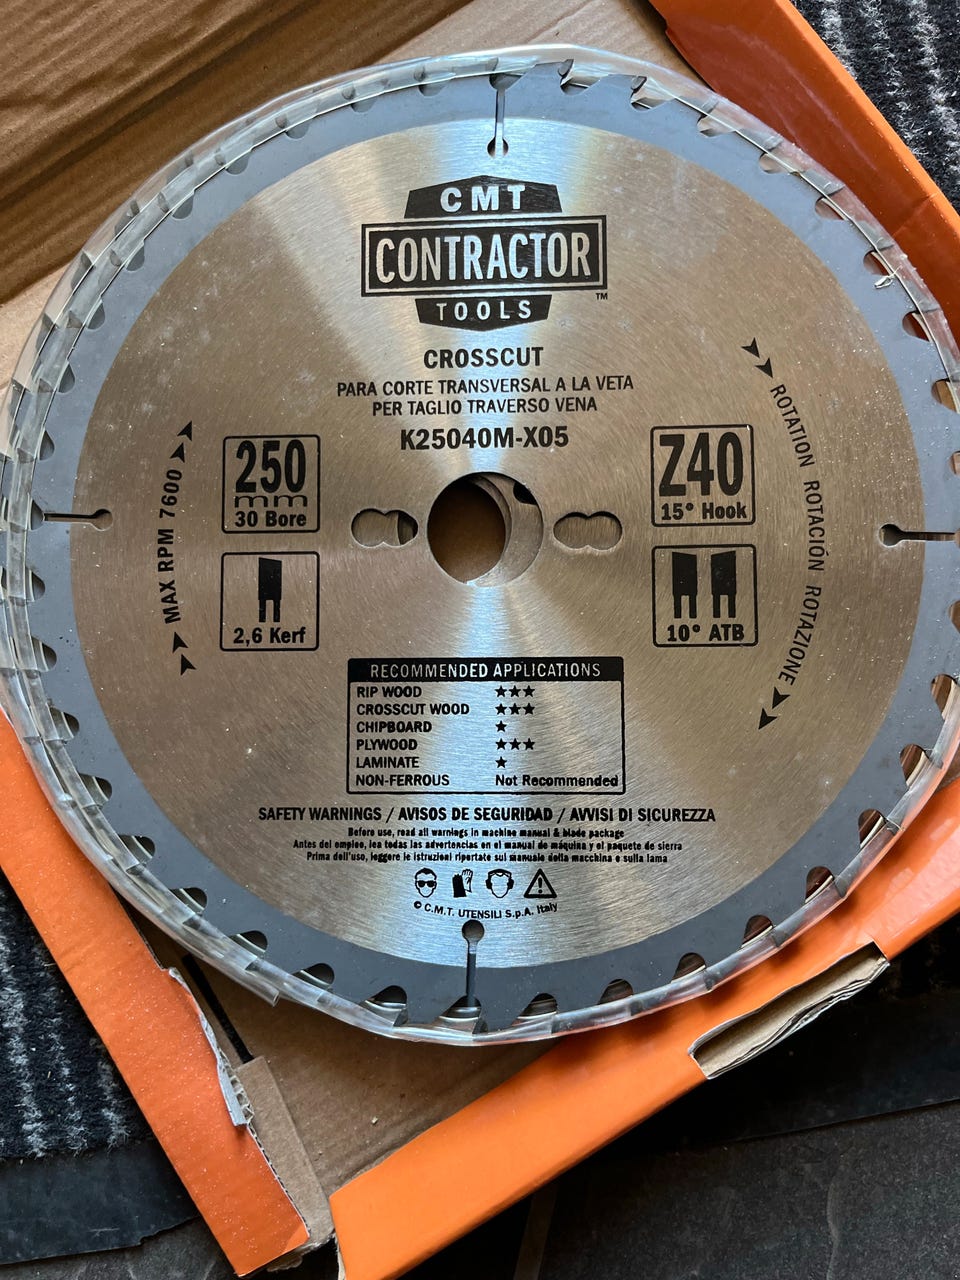 CMT
CONTRACTOR
TOOLS
TM
CROSSCUT
PARA CORTE TRANSVERSAL A LA VETA
PER TAGLIO TRAVERSO VENA
K25040M-X05
MAX RPM 7600
250
mm
30 Bore
2,6 Kerf
Z40
15° Hook
10° ATB
ROTATION ROTACIÓN ROTAZIONE
RECOMMENDED APPLICATIONS
RIP WOOD ★★★
CROSSCUT WOOD ★★★
CHIPBOARD ★
PLYWOOD ★★★
LAMINATE ★
NON-FERROUS Not Recommended
SAFETY WARNINGS / AVISOS DE SEGURIDAD / AVVISI DI SICUREZZA
Before use, read all warnings in machine manual & blade package
Antes del empleo, lea todas las advertencias en el manual de máquina y el paquete de sierra
Prima dell'uso, leggere le istruzioni riportate sul manuale della macchina e sulla lama
© C.M.T. UTENSILI S.p.A. Italy